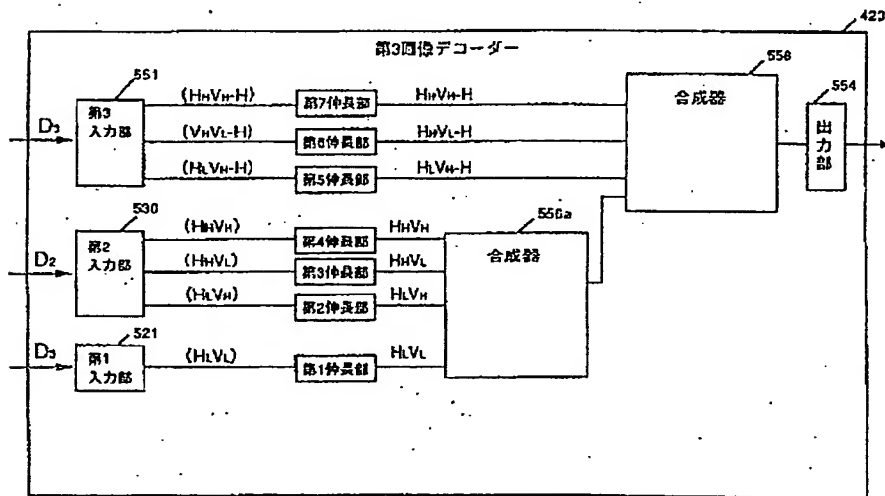 423
第3画像デコーダー
551
556
(HHVH-H)
第7伸長部
HHVH-H
合成器
554
第3
入力部
D3
(VHVL-H)
第6伸長部
HHVL-H
出力部
(HLVH-H)
第5伸長部
HLVH-H
530
556a
(HHVH)
第4伸長部
HHVH
第2
入力部
D2
(HHVL)
第3伸長部
HHVL
合成器
(HLVH)
第2伸長部
HLVH
521
D3
第1
入力部
(HLVL)
第1伸長部
HLVL